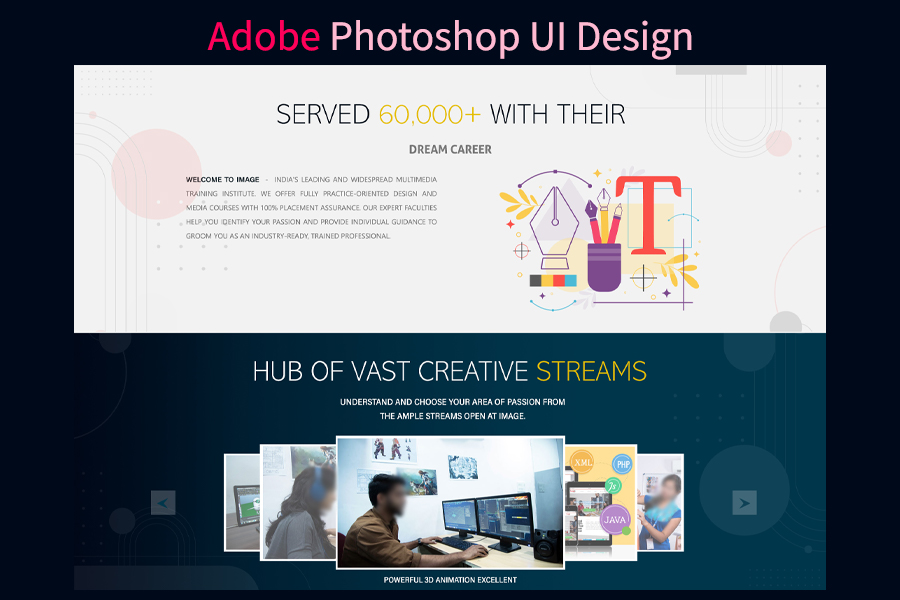 Adobe Photoshop UI Design
SERVED 60,000+ WITH THEIR
DREAM CAREER
WELCOME TO IMAGE - INDIA'S LEADING AND WIDESPREAD MULTIMEDIA
TRAINING INSTITUTE. WE OFFER FULLY PRACTICE-ORIENTED DESIGN AND
MEDIA COURSES WITH 100% PLACEMENT ASSURANCE. OUR EXPERT FACULTIES
HELP YOU IDENTIFY YOUR PASSION AND PROVIDE INDIVIDUAL GUIDANCE TO
GROOM YOU AS AN INDUSTRY-READY, TRAINED PROFESSIONAL.
T
HUB OF VAST CREATIVE STREAMS
UNDERSTAND AND CHOOSE YOUR AREA OF PASSION FROM
THE AMPLE STREAMS OPEN AT IMAGE.
XML
PHP
JAVA
POWERFUL 3D ANIMATION EXCELLENT